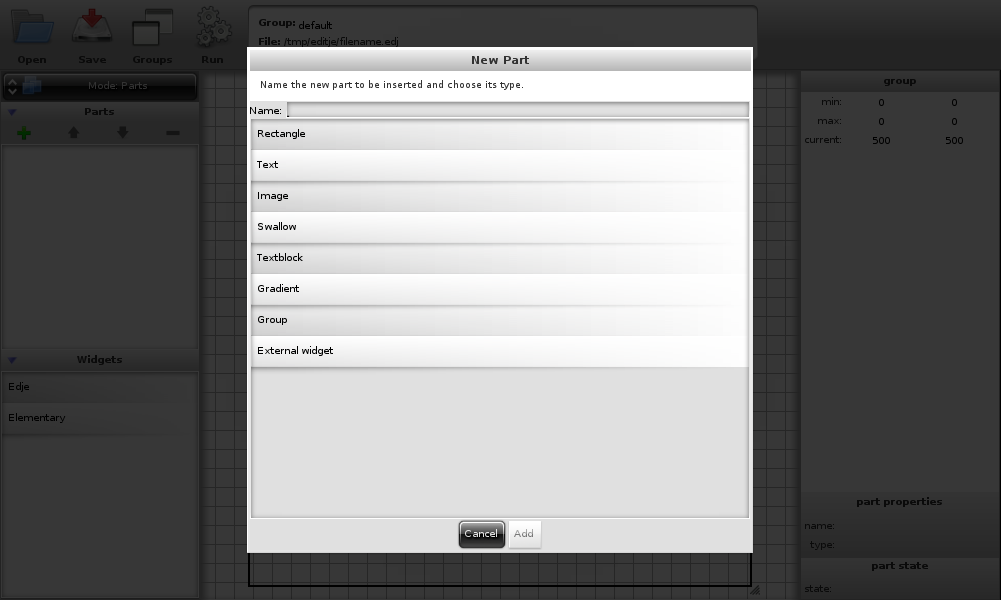 Open
Save
Groups
Run
Group: default
File: /tmp/editje/filename.edj
Mode: Parts
Parts
Widgets
Edje
Elementary
New Part
Name the new part to be inserted and choose its type.
Name:
Rectangle
Text
Image
Swallow
Textblock
Gradient
Group
External widget
Cancel
Add
group
min: 0 0
max: 0 0
current: 500 500
part properties
name:
type:
part state
state: